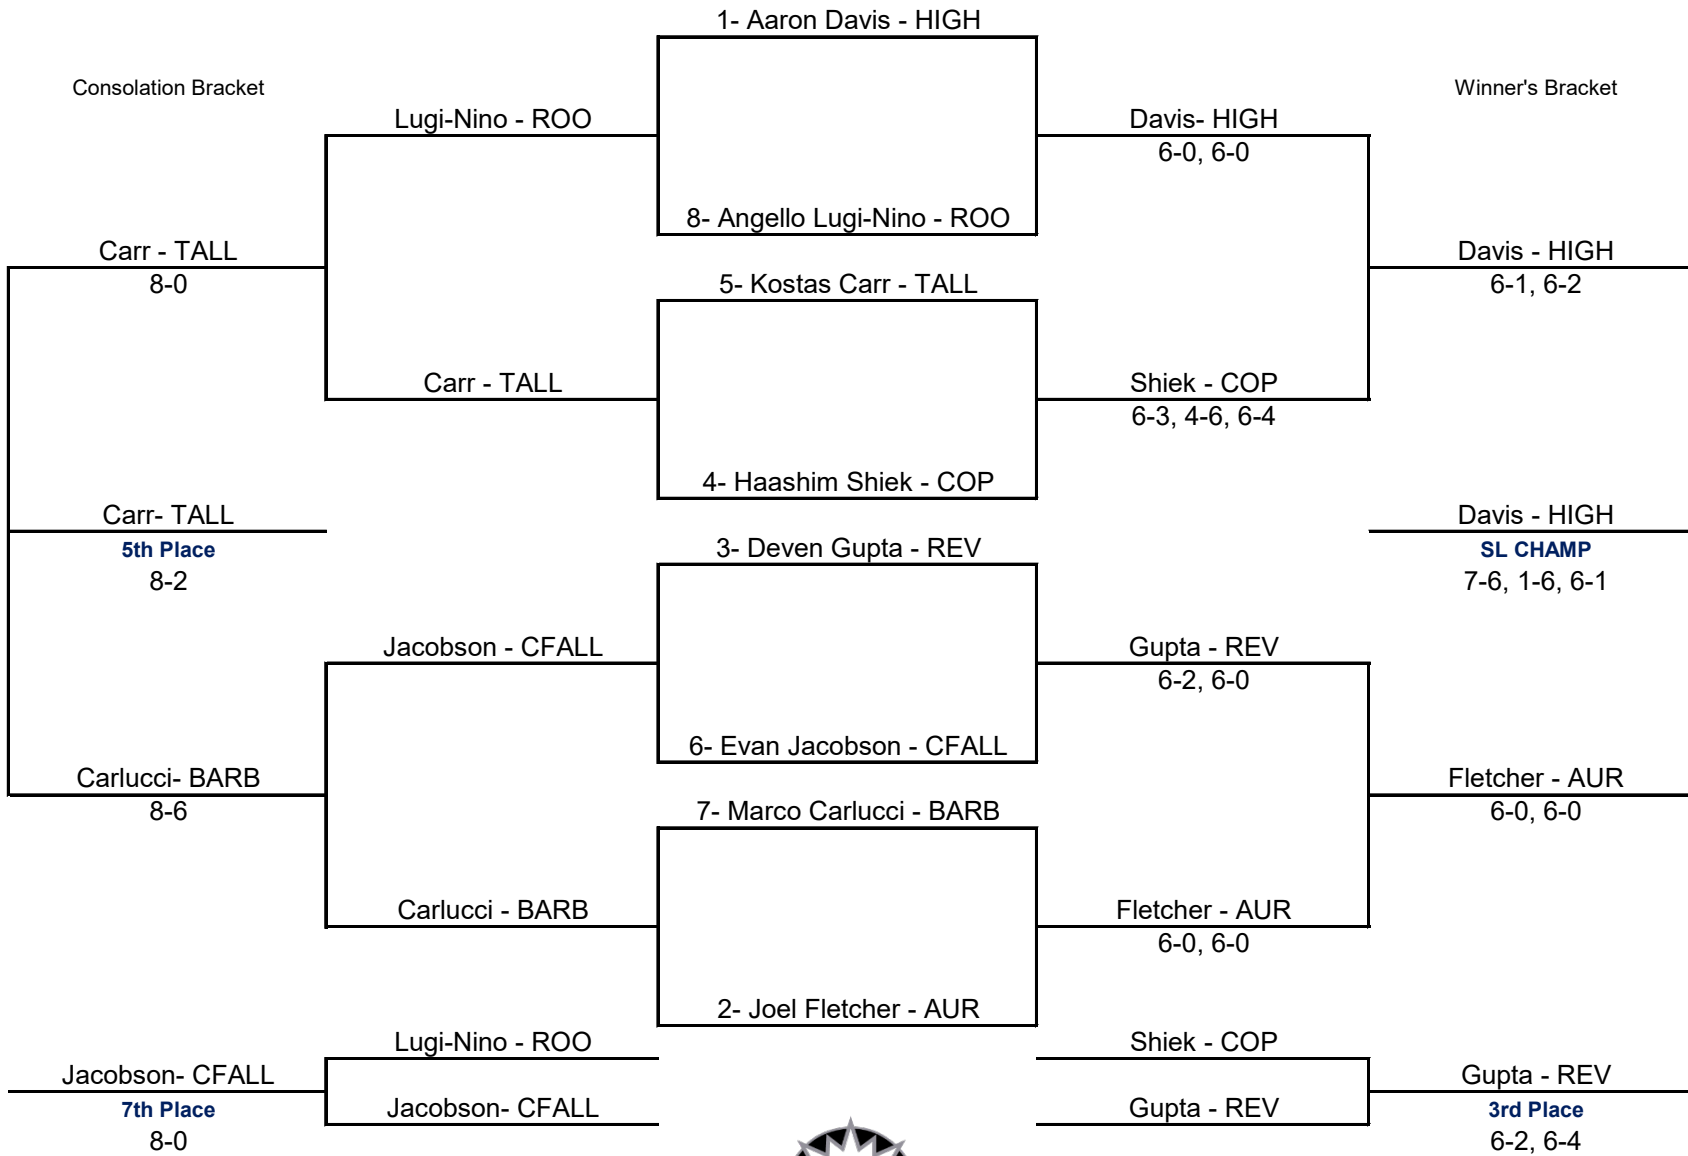 1- Aaron Davis - HIGH
Consolation Bracket
Winner's Bracket
Lugi-Nino - ROO
Davis- HIGH
6-0, 6-0
8- Angello Lugi-Nino - ROO
Carr - TALL
8-0
Davis - HIGH
6-1, 6-2
5- Kostas Carr - TALL
Carr - TALL
Shiek - COP
6-3, 4-6, 6-4
4- Haashim Shiek - COP
Carr- TALL
5th Place
8-2
Davis - HIGH
SL CHAMP
7-6, 1-6, 6-1
3- Deven Gupta - REV
Jacobson - CFALL
Gupta - REV
6-2, 6-0
6- Evan Jacobson - CFALL
Carlucci- BARB
8-6
Fletcher - AUR
6-0, 6-0
7- Marco Carlucci - BARB
Carlucci - BARB
Fletcher - AUR
6-0, 6-0
2- Joel Fletcher - AUR
Lugi-Nino - ROO
Shiek - COP
Jacobson- CFALL
7th Place
8-0
Jacobson- CFALL
Gupta - REV
Gupta - REV
3rd Place
6-2, 6-4